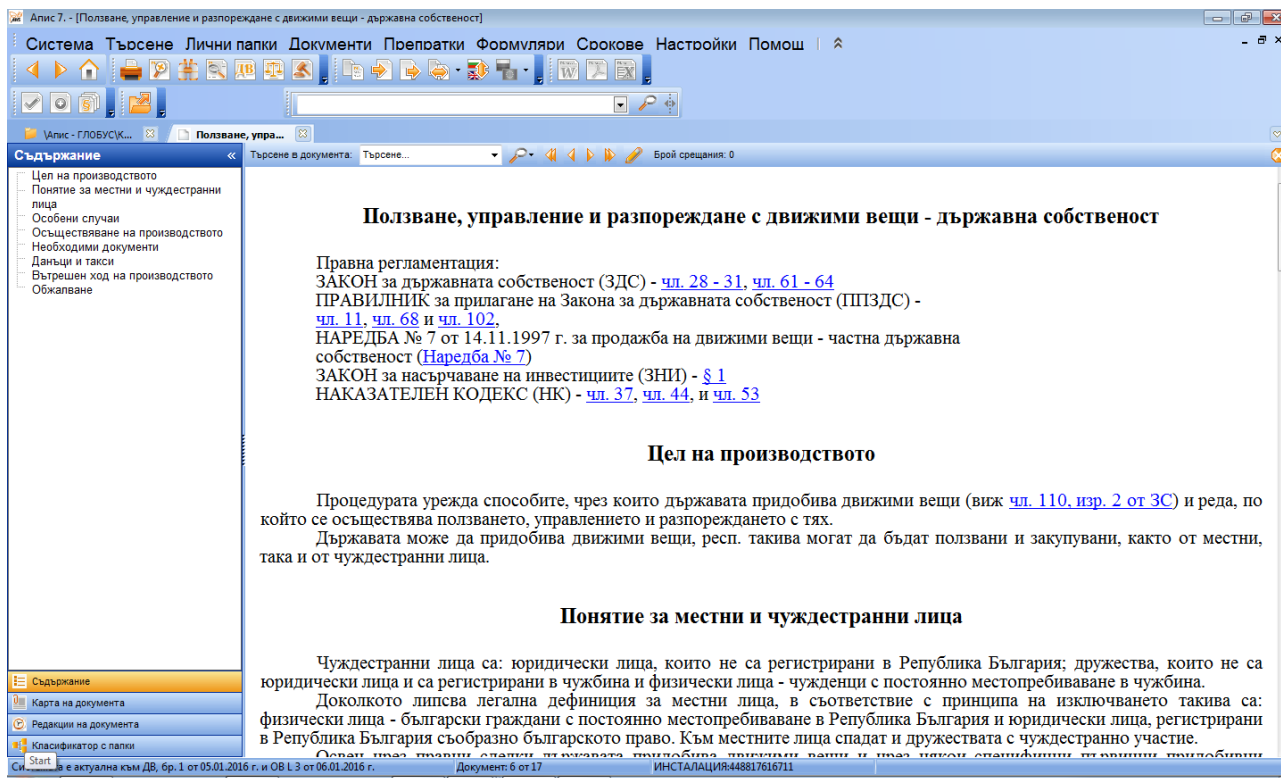 Апис 7. - [Ползване, управление и разпореждане с движими вещи - държавна собственост]
Система Търсене Лични папки Документи Препратки Формуляри Срокове Настройки Помощ
\Апис - ГЛОБУС\К... Ползване, упра...
Съдържание «
Търсене в документа: Търсене... Брой срещания: 0
Цел на производството
Понятие за местни и чуждестранни
лица
Особени случаи
Осъществяване на производството
Необходими документи
Данъци и такси
Вътрешен ход на производството
Обжалване
Ползване, управление и разпореждане с движими вещи - държавна собственост
Правна регламентация:
ЗАКОН за държавната собственост (ЗДС) - чл. 28 - 31, чл. 61 - 64
ПРАВИЛНИК за прилагане на Закона за държавната собственост (ППЗДС) -
чл. 11, чл. 68 и чл. 102,
НАРЕДБА № 7 от 14.11.1997 г. за продажба на движими вещи - частна държавна
собственост (Наредба № 7)
ЗАКОН за насърчаване на инвестициите (ЗНИ) - § 1
НАКАЗАТЕЛЕН КОДЕКС (НК) - чл. 37, чл. 44, и чл. 53
Цел на производството
Процедурата урежда способите, чрез които държавата придобива движими вещи (виж чл. 110, изр. 2 от ЗС) и реда, по
който се осъществява ползването, управлението и разпореждането с тях.
Държавата може да придобива движими вещи, респ. такива могат да бъдат ползвани и закупувани, както от местни,
така и от чуждестранни лица.
Понятие за местни и чуждестранни лица
Чуждестранни лица са: юридически лица, които не са регистрирани в Република България; дружества, които не са
юридически лица и са регистрирани в чужбина и физически лица - чужденци с постоянно местопребиваване в чужбина.
Доколкото липсва легална дефиниция за местни лица, в съответствие с принципа на изключването такива са:
физически лица - български граждани с постоянно местопребиваване в Република България и юридически лица, регистрирани
в Република България съобразно българското право. Към местните лица спадат и дружествата с чуждестранно участие.
Освен чрез правни сделки държавата придобива движими вещи и чрез някои специфични първични придобивни
Съдържание
Карта на документа
Редакции на документа
Класификатор с папки
Start
е актуална към ДВ, бр. 1 от 05.01.2016 г. и ОВ L 3 от 06.01.2016 г. Документ: 6 от 17 ИНСТАЛАЦИЯ:448817616711